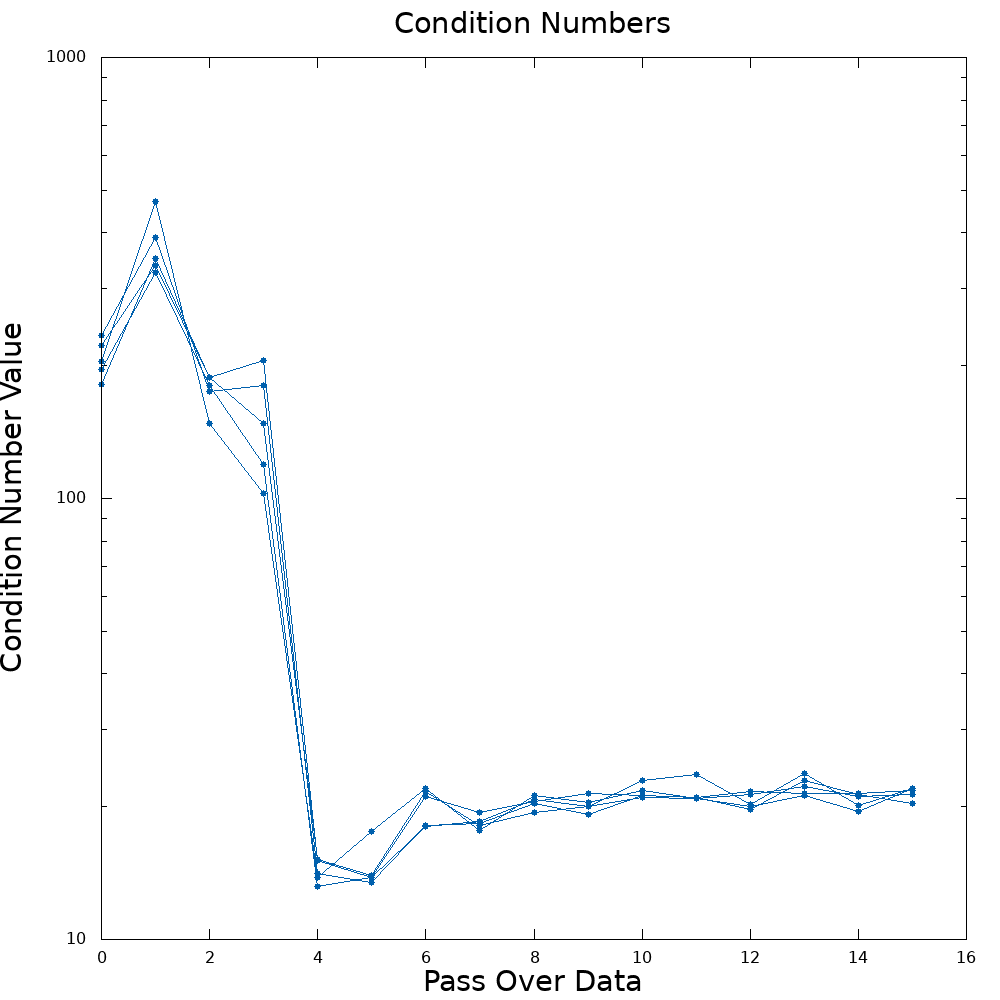 Condition Numbers
1000
100
10
Condition Number Value
0 2 4 6 8 10 12 14 16
Pass Over Data